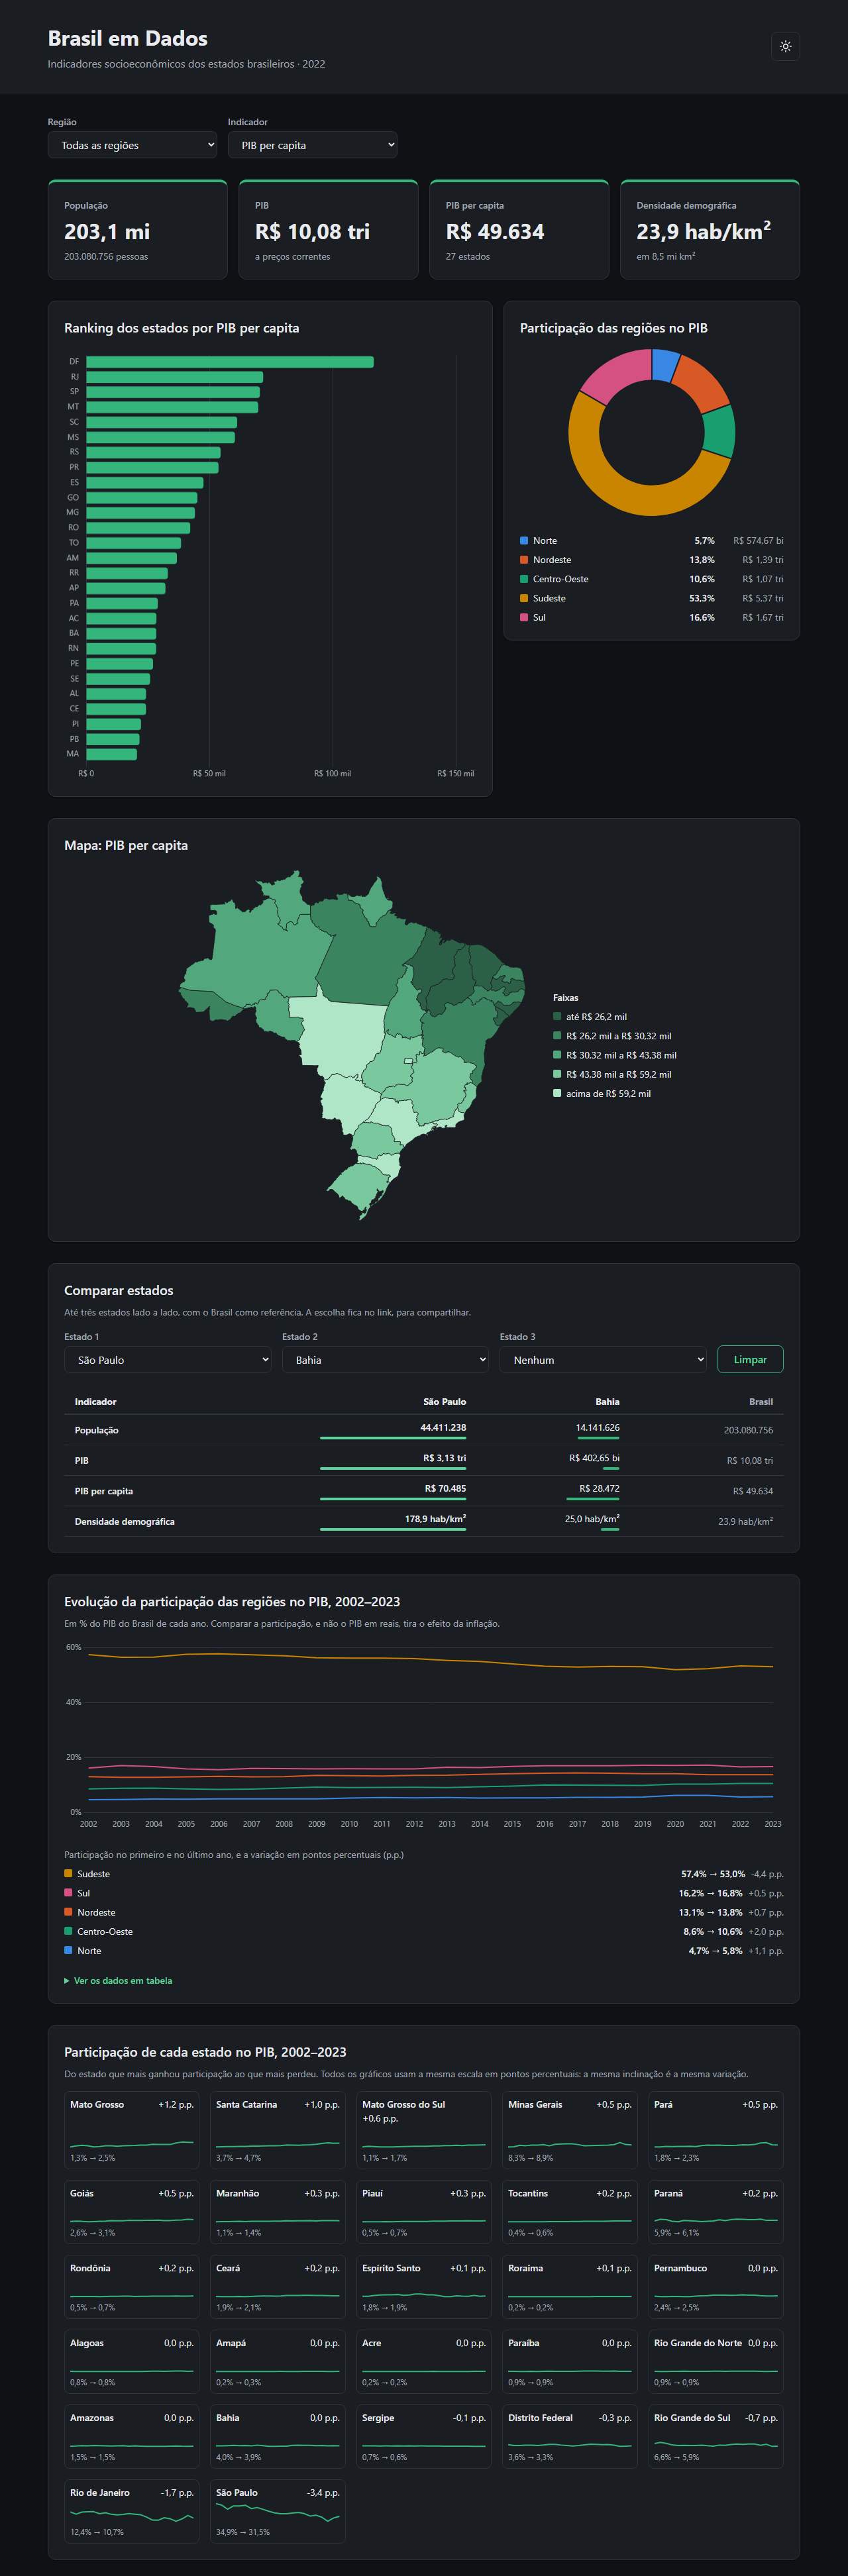 Brasil em Dados
Indicadores socioeconômicos dos estados brasileiros · 2022
Região
Indicador
Todas as regiões
PIB per capita
População
203,1 mi
203.080.756 pessoas
PIB
R$ 10,08 tri
a preços correntes
PIB per capita
R$ 49.634
27 estados
Densidade demográfica
23,9 hab/km²
em 8,5 mi km²
Ranking dos estados por PIB per capita
DF
RJ
SP
MT
SC
MS
RS
PR
ES
GO
MG
RO
TO
AM
RR
AP
PA
AC
BA
RN
PE
SE
AL
CE
PI
PB
MA
R$ 0 R$ 50 mil R$ 100 mil R$ 150 mil
Participação das regiões no PIB
Norte 5,7% R$ 574,67 bi
Nordeste 13,8% R$ 1,39 tri
Centro-Oeste 10,6% R$ 1,07 tri
Sudeste 53,3% R$ 5,37 tri
Sul 16,6% R$ 1,67 tri
Mapa: PIB per capita
Faixas
até R$ 26,2 mil
R$ 26,2 mil a R$ 30,32 mil
R$ 30,32 mil a R$ 43,38 mil
R$ 43,38 mil a R$ 59,2 mil
acima de R$ 59,2 mil
Comparar estados
Até três estados lado a lado, com o Brasil como referência. A escolha fica no link, para compartilhar.
Estado 1 Estado 2 Estado 3
São Paulo Bahia Nenhum Limpar
Indicador São Paulo Bahia Brasil
População 44.411.238 14.141.626 203.080.756
PIB R$ 3,13 tri R$ 402,65 bi R$ 10,08 tri
PIB per capita R$ 70.485 R$ 28.472 R$ 49.634
Densidade demográfica 178,9 hab/km² 25,0 hab/km² 23,9 hab/km²
Evolução da participação das regiões no PIB, 2002–2023
Em % do PIB do Brasil de cada ano. Comparar a participação, e não o PIB em reais, tira o efeito da inflação.
60%
40%
20%
0%
2002 2003 2004 2005 2006 2007 2008 2009 2010 2011 2012 2013 2014 2015 2016 2017 2018 2019 2020 2021 2022 2023
Participação no primeiro e no último ano, e a variação em pontos percentuais (p.p.)
Sudeste 57,4% → 53,0% -4,4 p.p.
Sul 16,2% → 16,8% +0,5 p.p.
Nordeste 13,1% → 13,8% +0,7 p.p.
Centro-Oeste 8,6% → 10,6% +2,0 p.p.
Norte 4,7% → 5,8% +1,1 p.p.
▶ Ver os dados em tabela
Participação de cada estado no PIB, 2002–2023
Do estado que mais ganhou participação ao que mais perdeu. Todos os gráficos usam a mesma escala em pontos percentuais: a mesma inclinação é a mesma variação.
Mato Grosso +1,2 p.p.
1,3% → 2,5%
Santa Catarina +1,0 p.p.
3,7% → 4,7%
Mato Grosso do Sul
+0,6 p.p.
1,1% → 1,7%
Minas Gerais +0,5 p.p.
8,3% → 8,9%
Pará +0,5 p.p.
1,8% → 2,3%
Goiás +0,5 p.p.
2,6% → 3,1%
Maranhão +0,3 p.p.
1,1% → 1,4%
Piauí +0,3 p.p.
0,5% → 0,7%
Tocantins +0,2 p.p.
0,4% → 0,6%
Paraná +0,2 p.p.
5,9% → 6,1%
Rondônia +0,2 p.p.
0,5% → 0,7%
Ceará +0,2 p.p.
1,9% → 2,1%
Espírito Santo +0,1 p.p.
1,8% → 1,9%
Roraima +0,1 p.p.
0,2% → 0,2%
Pernambuco 0,0 p.p.
2,4% → 2,5%
Alagoas 0,0 p.p.
0,8% → 0,8%
Amapá 0,0 p.p.
0,2% → 0,3%
Acre 0,0 p.p.
0,2% → 0,2%
Paraíba 0,0 p.p.
0,9% → 0,9%
Rio Grande do Norte 0,0 p.p.
0,9% → 0,9%
Amazonas 0,0 p.p.
1,5% → 1,5%
Bahia 0,0 p.p.
4,0% → 3,9%
Sergipe -0,1 p.p.
0,7% → 0,6%
Distrito Federal -0,3 p.p.
3,6% → 3,3%
Rio Grande do Sul -0,7 p.p.
6,6% → 5,9%
Rio de Janeiro -1,7 p.p.
12,4% → 10,7%
São Paulo -3,4 p.p.
34,9% → 31,5%